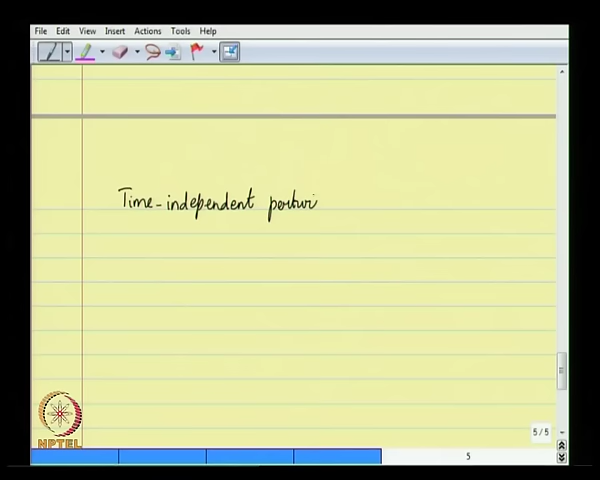 File Edit View Insert Actions Tools Help
Time-independent perturi
5/5
5
NPTEL